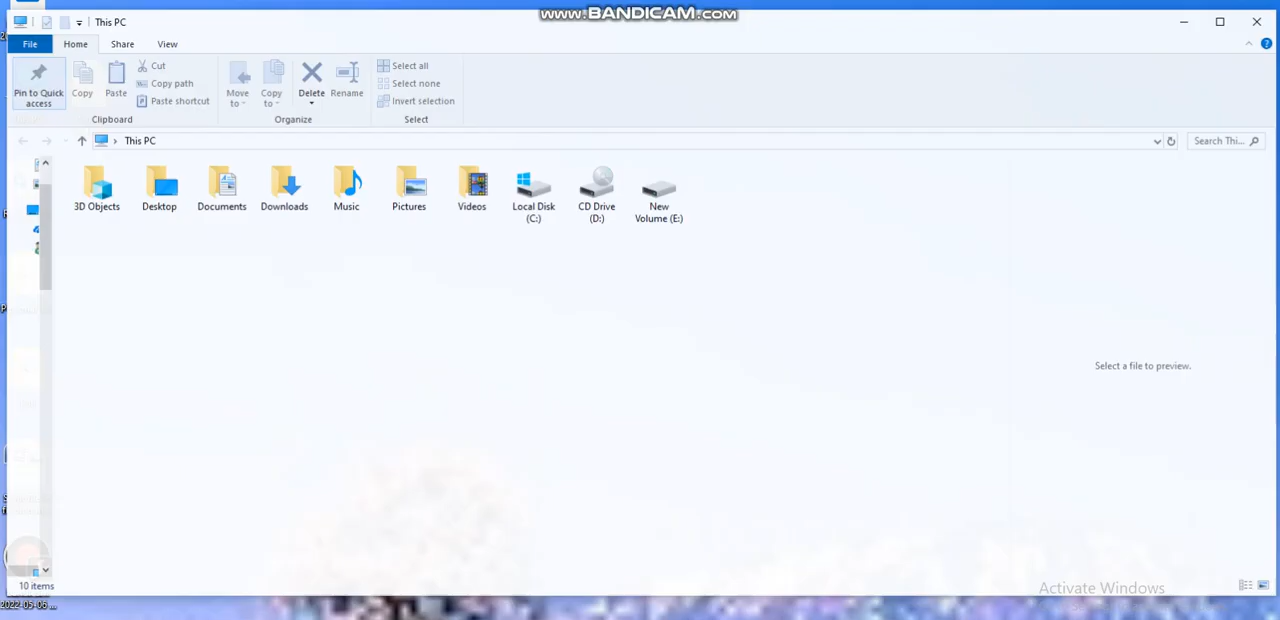 www.BANDICAM.com
This PC
File Home Share View
Pin to Quick access
Copy
Paste
Cut
Copy path
Paste shortcut
Clipboard
Move to
Copy to
Delete
Rename
Organize
Select all
Select none
Invert selection
Select
This PC
Search Thi...
3D Objects
Desktop
Documents
Downloads
Music
Pictures
Videos
Local Disk
(C:)
CD Drive
(D:)
New
Volume (E:)
Select a file to preview.
10 items
Activate Windows
2022-05-06 ...